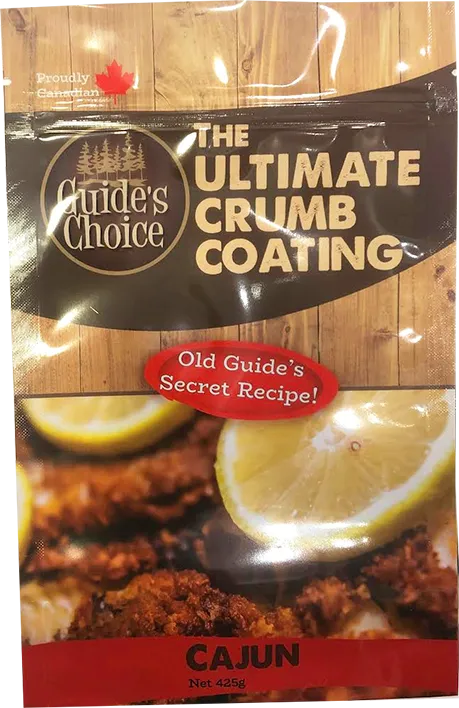 Proudly
Canadian
Guide's
Choice
THE
ULTIMATE
CRUMB
COATING
Old Guide's
Secret Recipe!
CAJUN
Net 425g